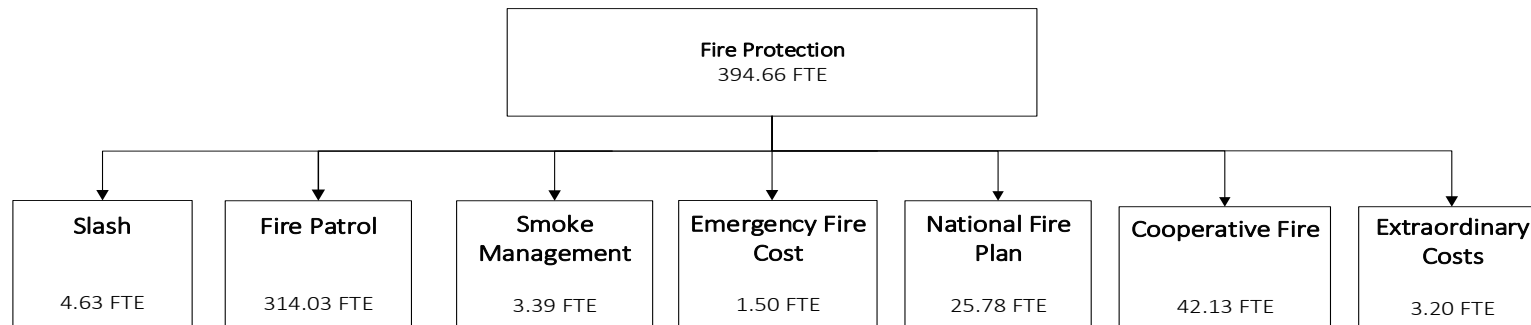 Fire Protection
394.66 FTE
Slash
4.63 FTE
Fire Patrol
314.03 FTE
Smoke
Management
3.39 FTE
Emergency Fire
Cost
1.50 FTE
National Fire
Plan
25.78 FTE
Cooperative Fire
42.13 FTE
Extraordinary
Costs
3.20 FTE